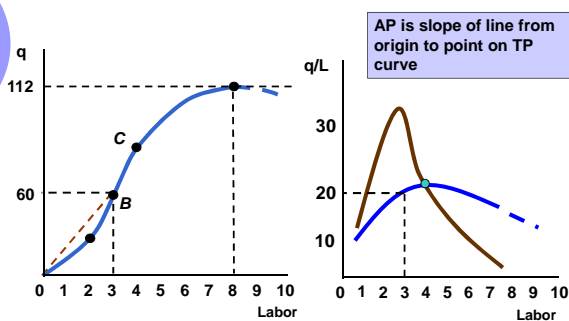 AP is slope of line from
origin to point on TP
curve
q
112
C
60
B
0 1 2 3 4 5 6 7 8 9 10
Labor
q/L
30
20
10
0 1 2 3 4 5 6 7 8 9 10
Labor